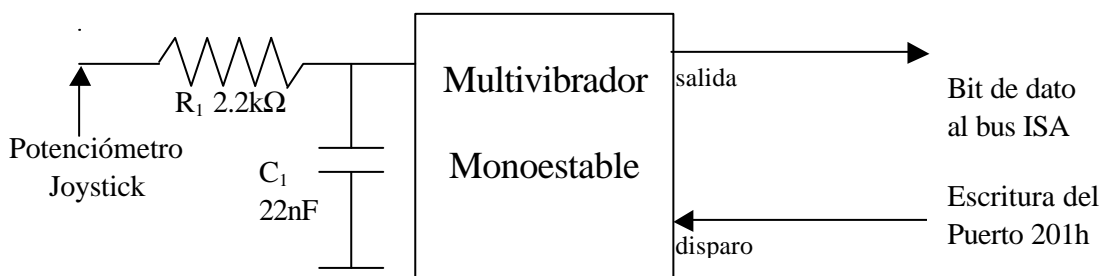 R₁ 2.2kΩ
Potenciómetro
Joystick
C₁
22nF
Multivibrador
Monoestable
salida
disparo
Bit de dato
al bus ISA
Escritura del
Puerto 201h